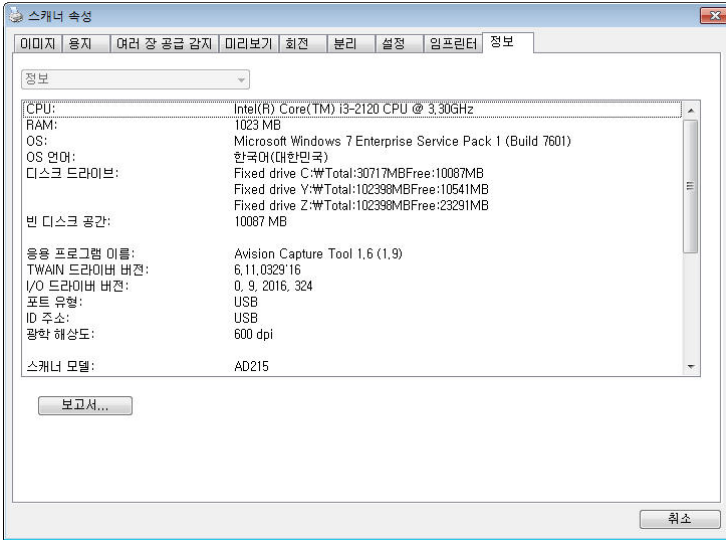 스캐너 속성
이미지 용지 여러 장 공급 감지 미리보기 회전 분리 설정 임프린터 정보
정보
CPU: Intel(R) Core(TM) i3-2120 CPU @ 3,30GHz
RAM: 1023 MB
OS: Microsoft Windows 7 Enterprise Service Pack 1 (Build 7601)
OS 언어: 한국어(대한민국)
디스크 드라이브: Fixed drive C:₩Total:30717MBFree:10087MB
Fixed drive Y:₩Total:102398MBFree:10541MB
Fixed drive Z:₩Total:102398MBFree:23291MB
빈 디스크 공간: 10087 MB
응용 프로그램 이름: Avision Capture Tool 1,6 (1,9)
TWAIN 드라이버 버전: 6,11,0329'16
I/O 드라이버 버전: 0, 9, 2016, 324
포트 유형: USB
ID 주소: USB
광학 해상도: 600 dpi
스캐너 모델: AD215
보고서...
취소